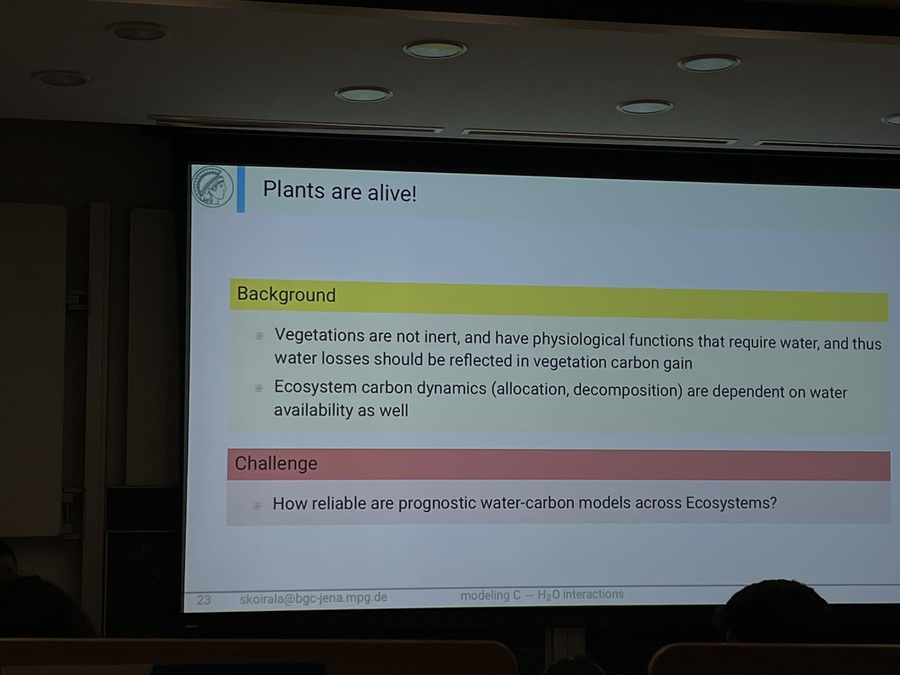 Plants are alive!
Background
Vegetations are not inert, and have physiological functions that require water, and thus
water losses should be reflected in vegetation carbon gain
Ecosystem carbon dynamics (allocation, decomposition) are dependent on water
availability as well
Challenge
How reliable are prognostic water-carbon models across Ecosystems?
23 skoirala@bgc-jena.mpg.de modeling C — H₂O interactions